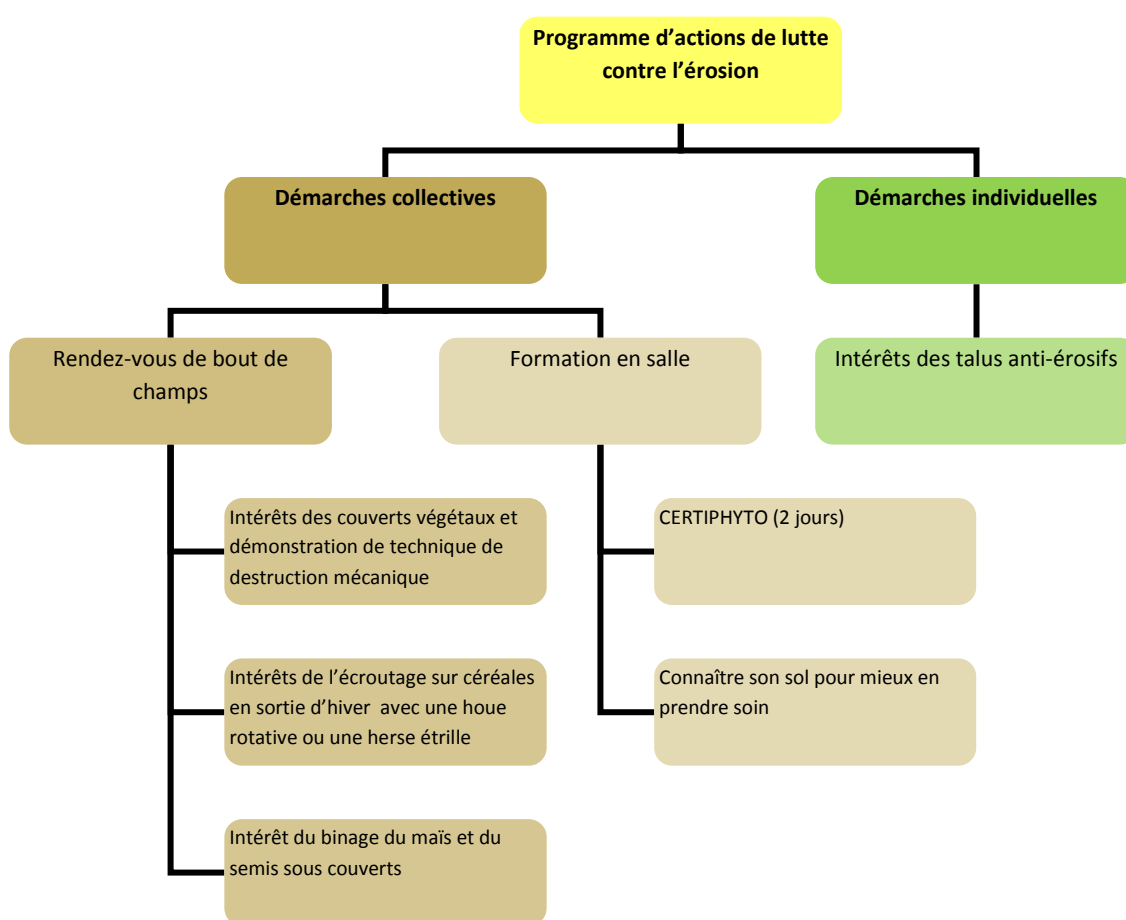 Programme d’actions de lutte
contre l’érosion
Démarches collectives
Démarches individuelles
Rendez-vous de bout de
champs
Formation en salle
Intérêts des talus anti-érosifs
Intérêts des couverts végétaux et
démonstration de technique de
destruction mécanique
CERTIPHYTO (2 jours)
Intérêts de l’écroutage sur céréales
en sortie d’hiver avec une houe
rotative ou une herse étrille
Connaître son sol pour mieux en
prendre soin
Intérêt du binage du maïs et du
semis sous couverts